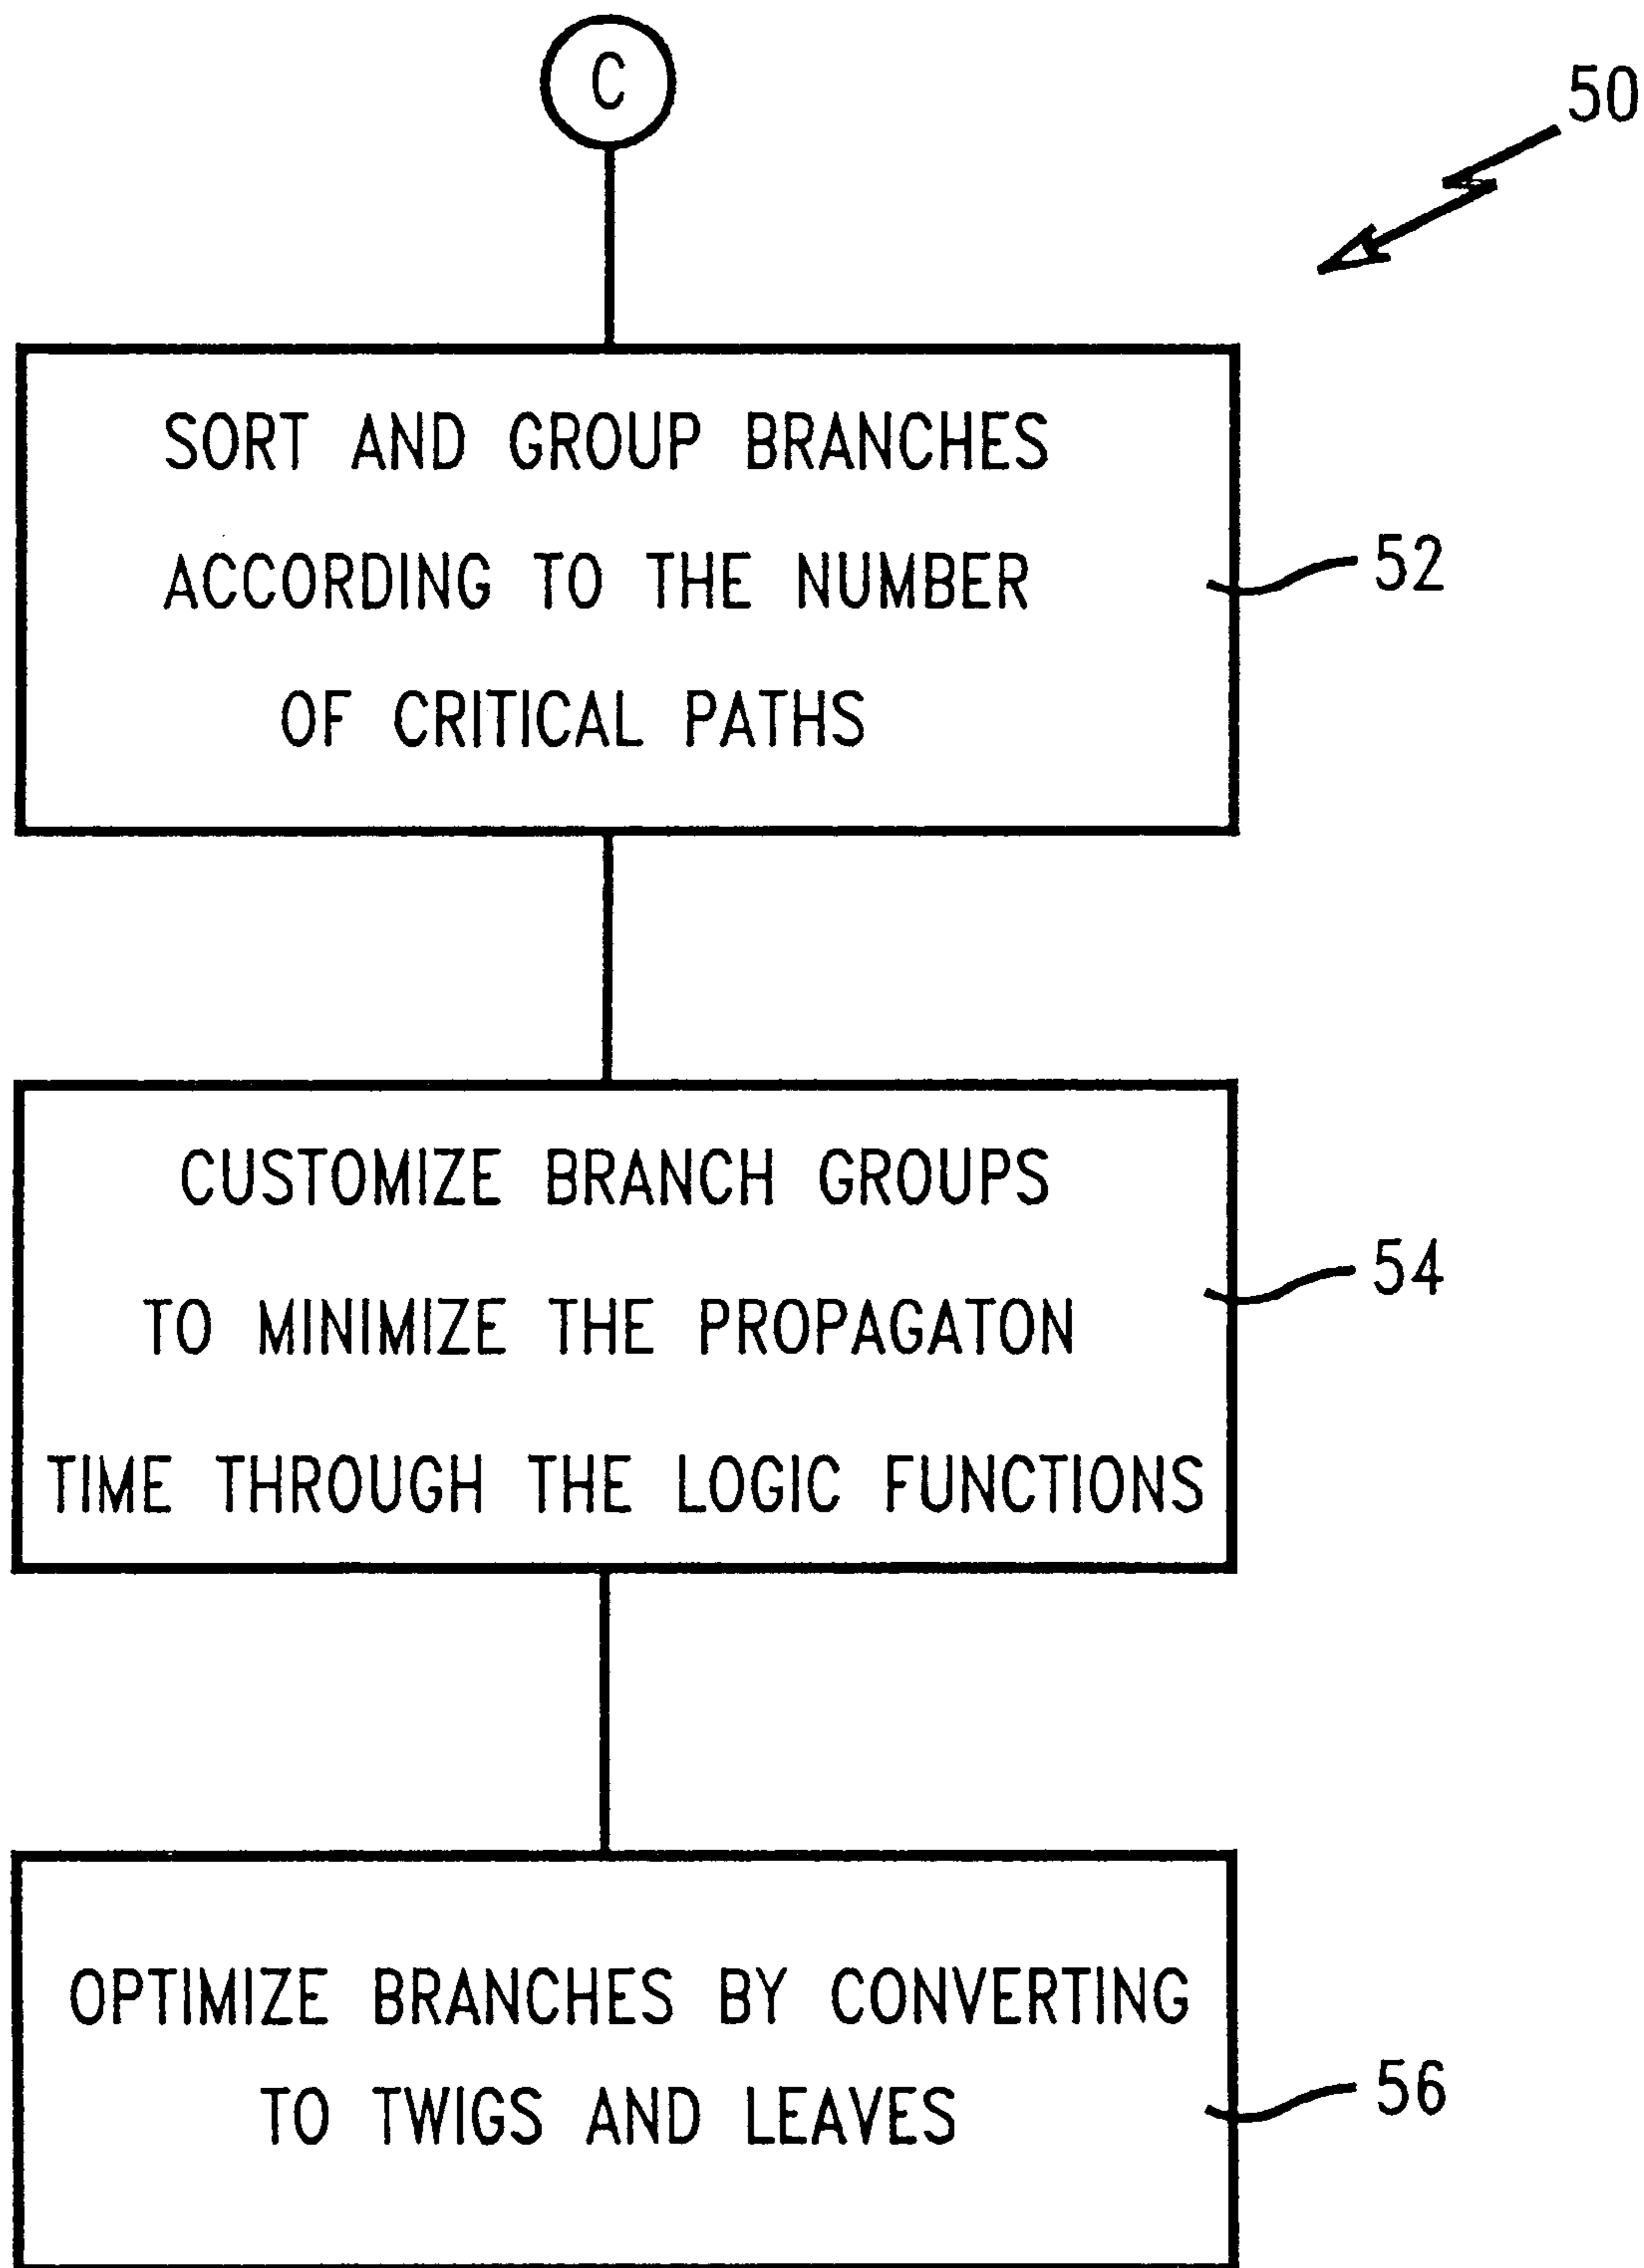 C
50
SORT AND GROUP BRANCHES
ACCORDING TO THE NUMBER
OF CRITICAL PATHS
52
CUSTOMIZE BRANCH GROUPS
TO MINIMIZE THE PROPAGATON
TIME THROUGH THE LOGIC FUNCTIONS
54
OPTIMIZE BRANCHES BY CONVERTING
TO TWIGS AND LEAVES
56